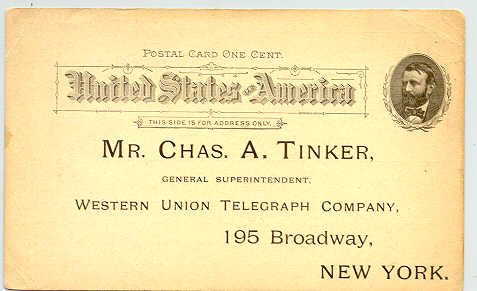 POSTAL CARD ONE CENT.
United States of America
THIS SIDE IS FOR ADDRESS ONLY.
MR. CHAS. A. TINKER,
GENERAL SUPERINTENDENT,
WESTERN UNION TELEGRAPH COMPANY,
195 Broadway,
NEW YORK.